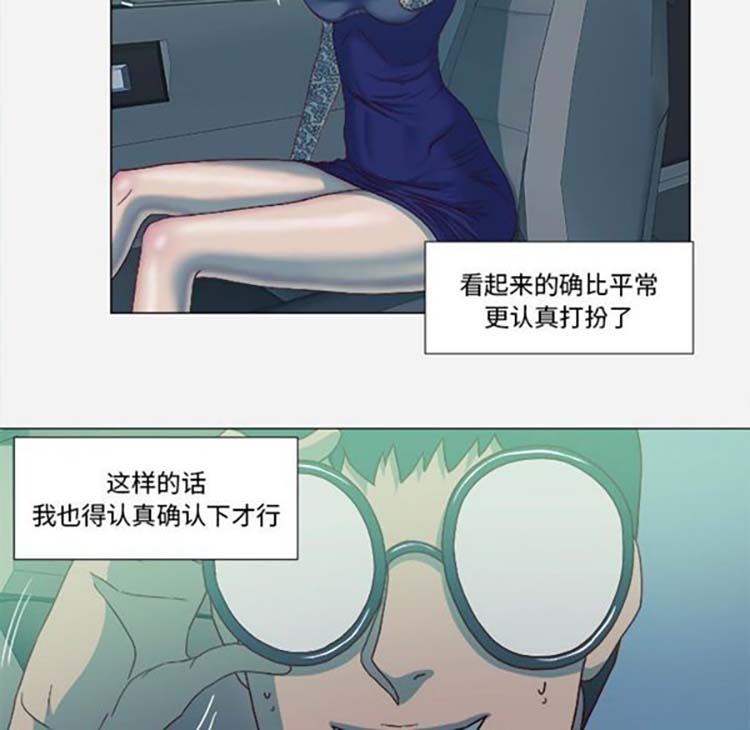 看起来的确比平常
更认真打扮了
这样的话
我也得认真确认下才行